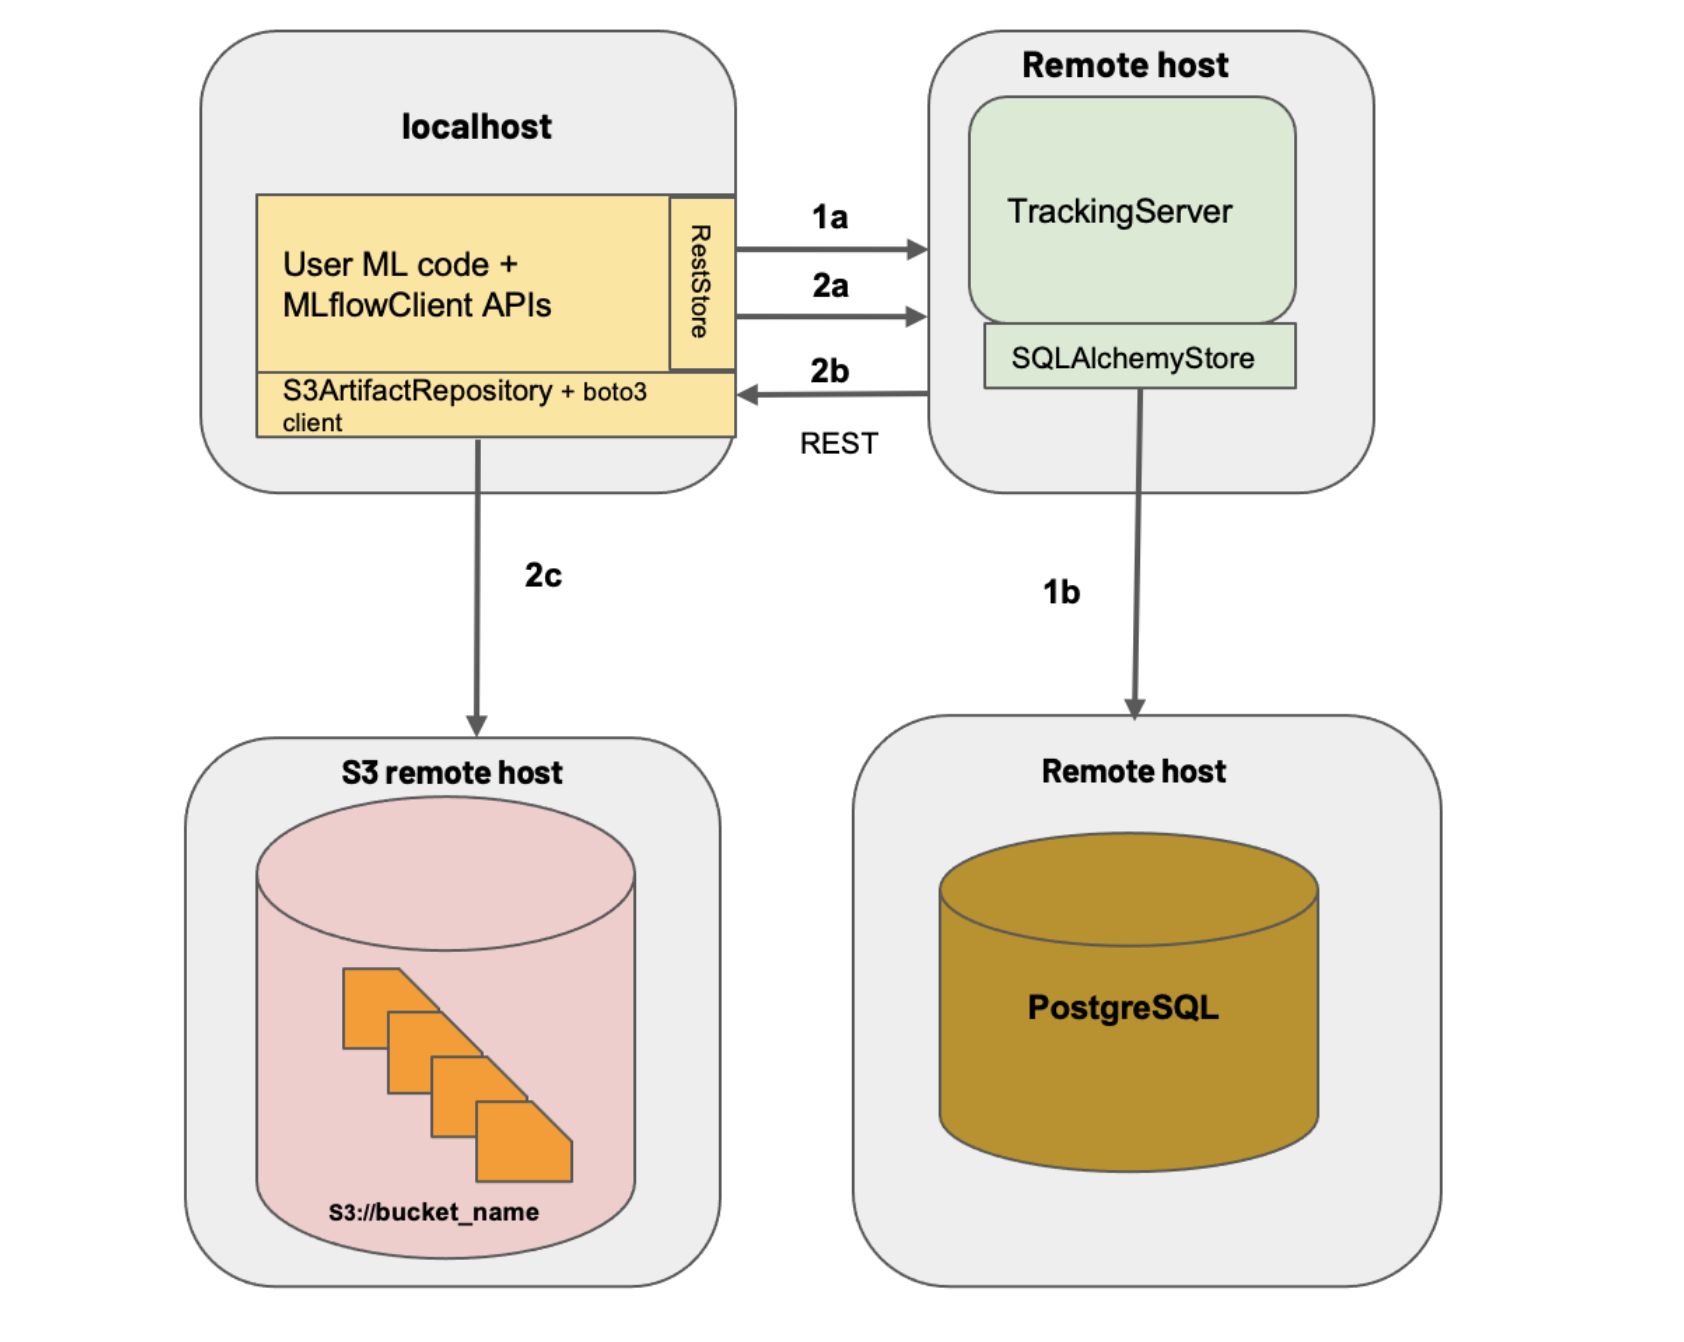 localhost
User ML code +
MLflowClient APIs
RestStore
S3ArtifactRepository + boto3
client
1a
2a
2b
REST
Remote host
TrackingServer
SQLAlchemyStore
2c
1b
S3 remote host
S3://bucket_name
Remote host
PostgreSQL